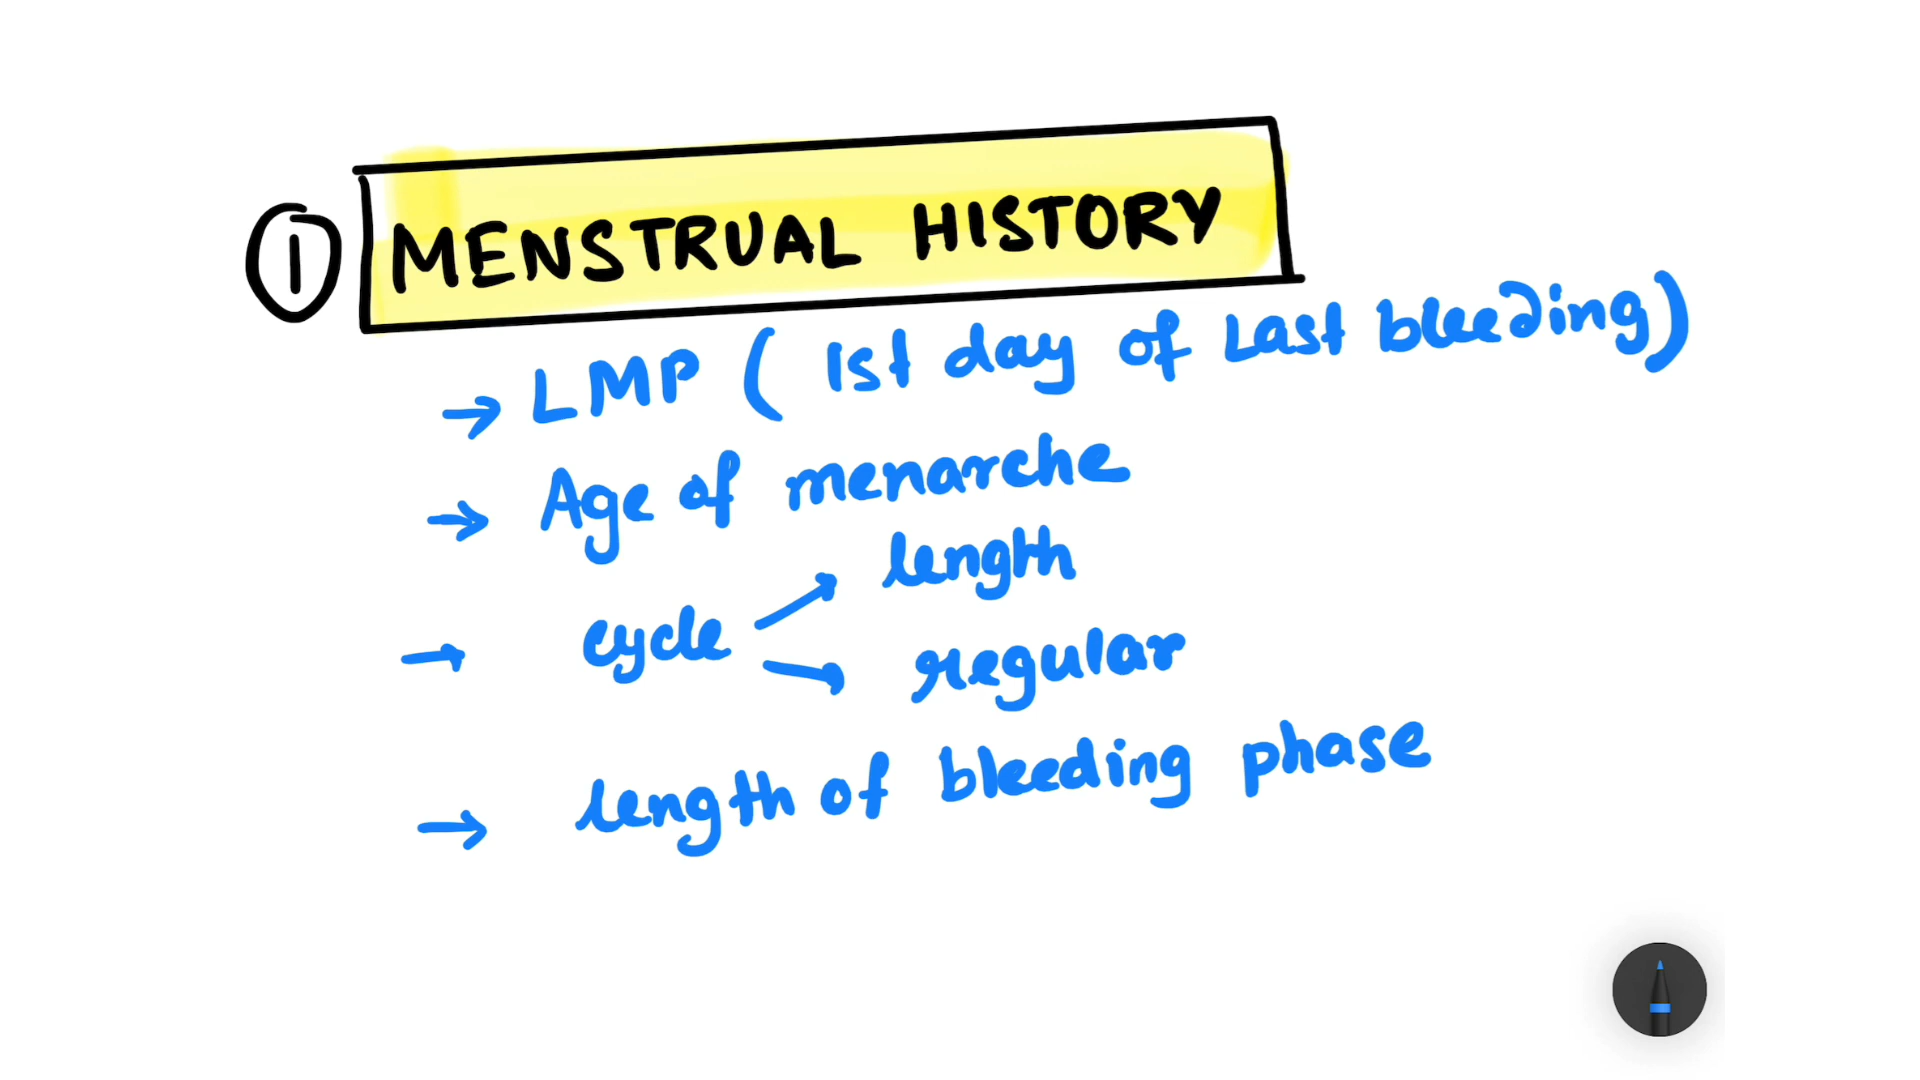 1 MENSTRUAL HISTORY
→ LMP ( 1st day of Last bleeding)
→ Age of menarche
→ cycle → length
→ regular
→ length of bleeding phase